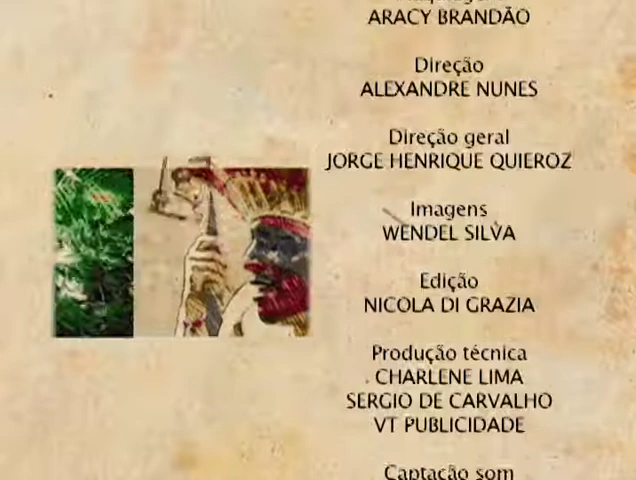 ARACY BRANDÃO
Direção
ALEXANDRE NUNES
Direção geral
JORGE HENRIQUE QUIEROZ
Imagens
WENDEL SILVA
Edição
NICOLA DI GRAZIA
Produção técnica
CHARLENE LIMA
SERGIO DE CARVALHO
VT PUBLICIDADE
Captação som